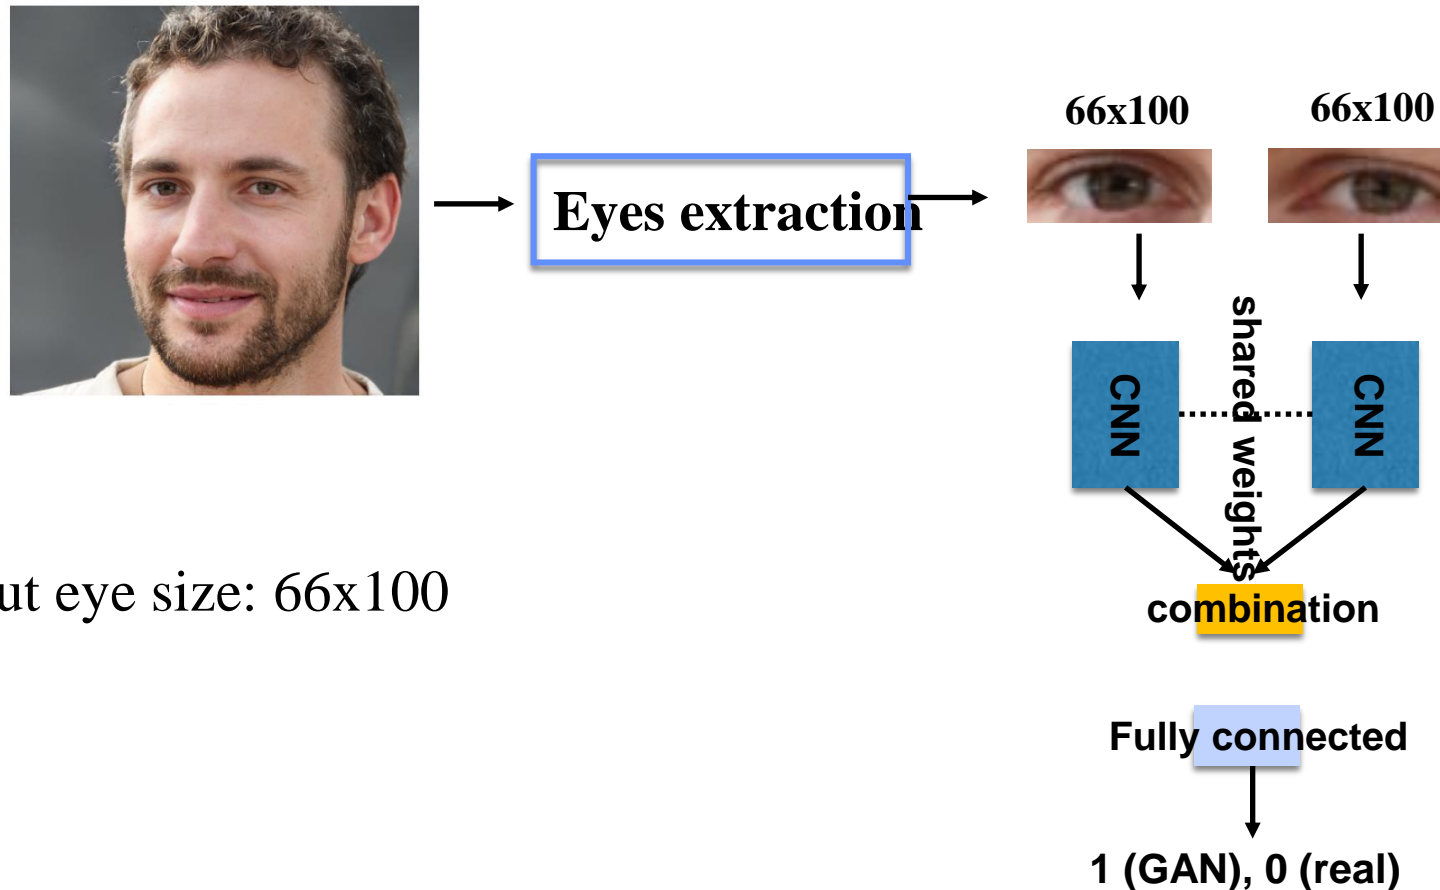 66x100
66x100
Eyes extraction
shared weights
CNN
CNN
ut eye size: 66x100
combination
Fully connected
1 (GAN), 0 (real)